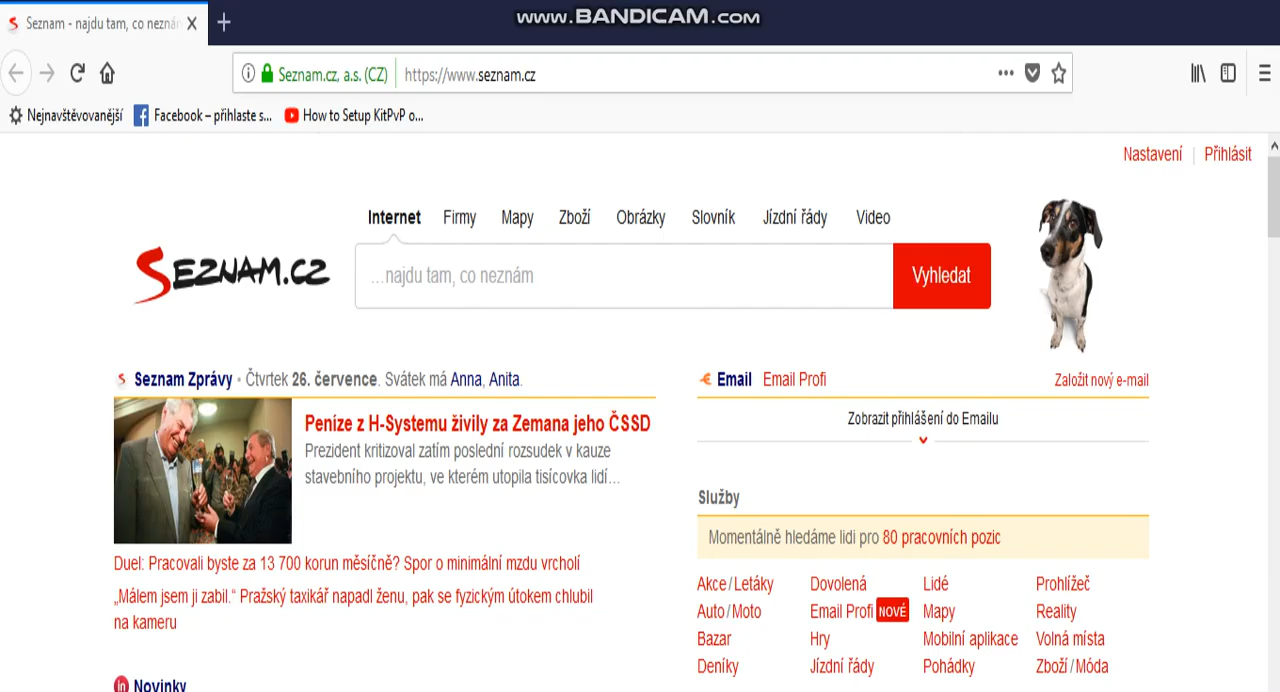 www.BANDICAM.com
Seznam - najdu tam, co neznám
Seznam.cz, a.s. (CZ) https://www.seznam.cz
Nejnavštěvovanější Facebook – přihlaste s... How to Setup KitPvP o...
Nastavení | Přihlásit
Internet Firmy Mapy Zboží Obrázky Slovník Jízdní řády Video
SEZNAM.CZ ...najdu tam, co neznám Vyhledat
Seznam Zprávy • Čtvrtek 26. července. Svátek má Anna, Anita.
Peníze z H-Systemu živily za Zemana jeho ČSSD
Prezident kritizoval zatím poslední rozsudek v kauze
stavebního projektu, ve kterém utopila tisícovka lidí...
Duel: Pracovali byste za 13 700 korun měsíčně? Spor o minimální mzdu vrcholí
„Málem jsem ji zabil.“ Pražský taxikář napadl ženu, pak se fyzickým útokem chlubil
na kameru
Novinky
Email Email Profi Založit nový e-mail
Zobrazit přihlášení do Emailu
Služby
Momentálně hledáme lidi pro 80 pracovních pozic
Akce/Letáky Dovolená Lidé Prohlížeč
Auto/Moto Email Profi NOVÉ Mapy Reality
Bazar Hry Mobilní aplikace Volná místa
Deníky Jízdní řády Pohádky Zboží/Móda